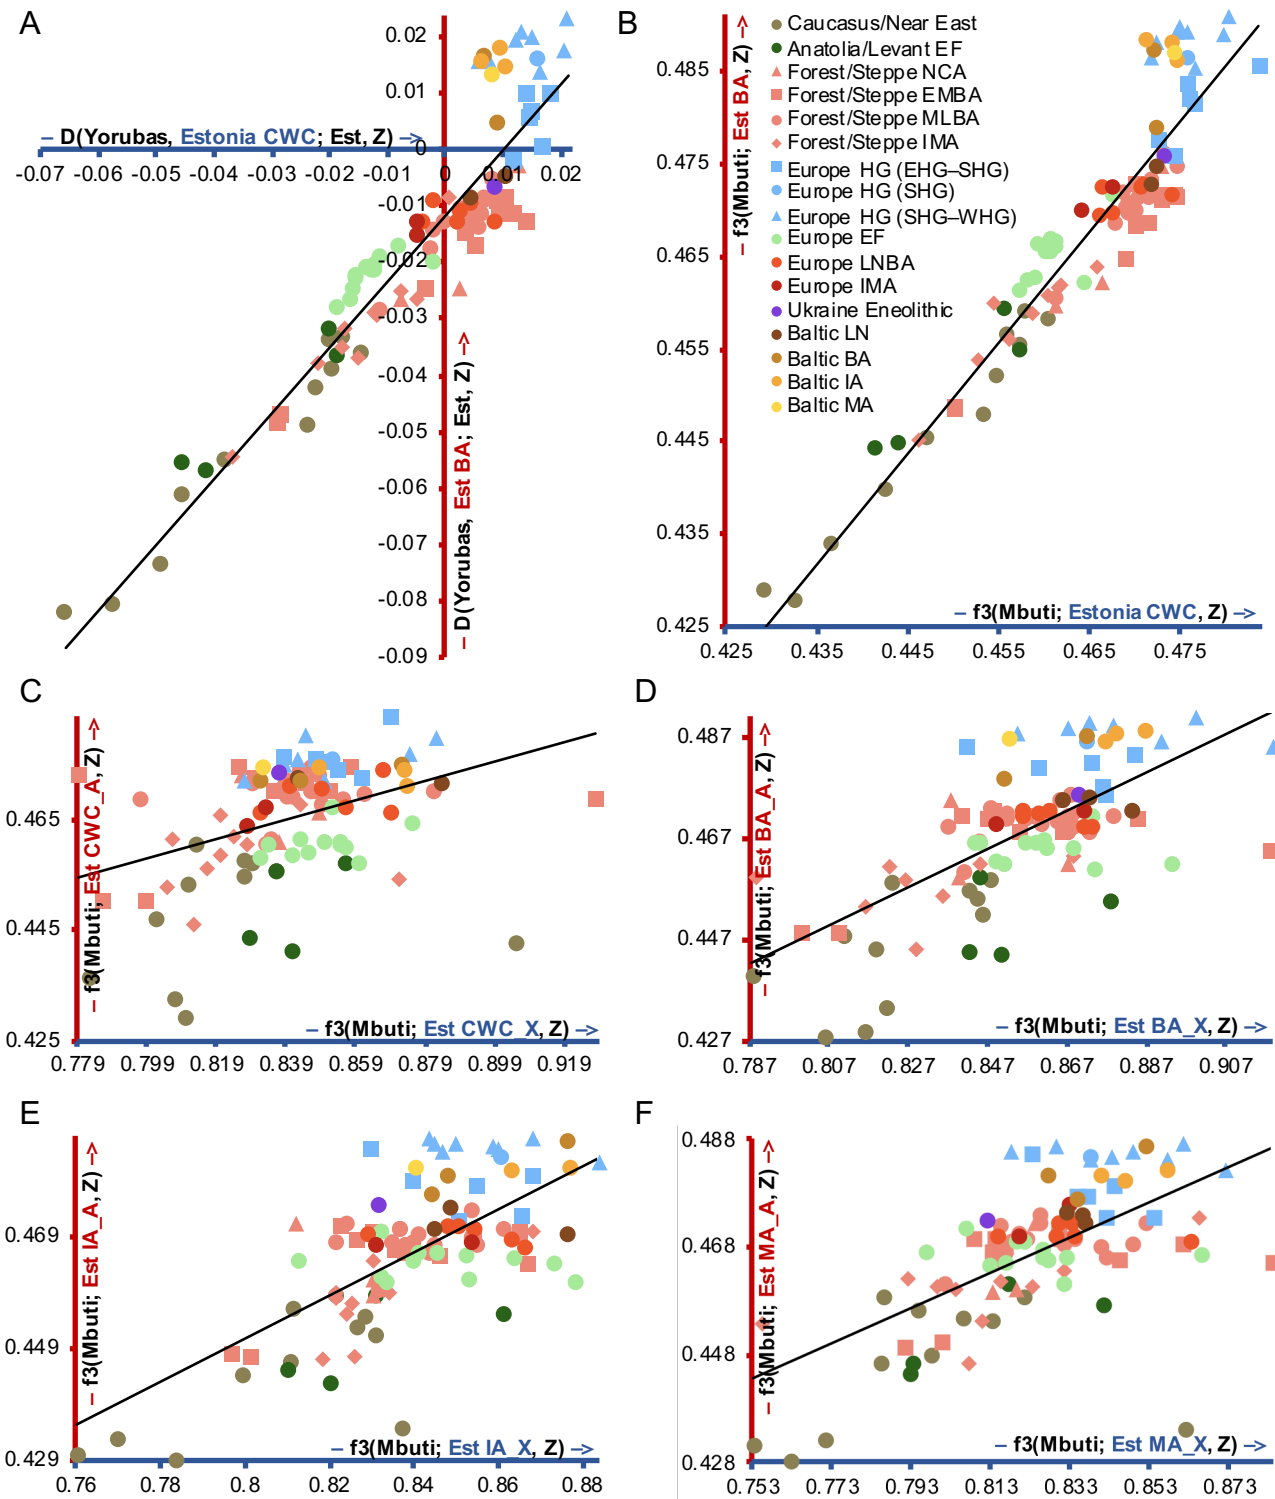 A
0.02
0.01
– D(Yorubas, Estonia CWC; Est, Z) –>
0
-0.07 -0.06 -0.05 -0.04 -0.03 -0.02 -0.01 0 0.01 0.02
-0.01
-0.02
-0.03
-0.04
-0.05
-0.06
-0.07
-0.08
-0.09
– D(Yorubas, Est BA; Est, Z) –>
B
0.485
0.475
0.465
0.455
0.445
0.435
0.425
– f3(Mbuti; Est BA, Z) –>
Caucasus/Near East
Anatolia/Levant EF
Forest/Steppe NCA
Forest/Steppe EMBA
Forest/Steppe MLBA
Forest/Steppe IMA
Europe HG (EHG–SHG)
Europe HG (SHG)
Europe HG (SHG–WHG)
Europe EF
Europe LNBA
Europe IMA
Ukraine Eneolithic
Baltic LN
Baltic BA
Baltic IA
Baltic MA
– f3(Mbuti; Estonia CWC, Z) –>
0.425 0.435 0.445 0.455 0.465 0.475
C
0.465
0.445
0.425
– f3(Mbuti; Est CWC_A, Z) –>
– f3(Mbuti; Est CWC_X, Z) –>
0.779 0.799 0.819 0.839 0.859 0.879 0.899 0.919
D
0.487
0.467
0.447
0.427
– f3(Mbuti; Est BA_A, Z) –>
– f3(Mbuti; Est BA_X, Z) –>
0.787 0.807 0.827 0.847 0.867 0.887 0.907
E
0.469
0.449
0.429
– f3(Mbuti; Est IA_A, Z) –>
– f3(Mbuti; Est IA_X, Z) –>
0.76 0.78 0.8 0.82 0.84 0.86 0.88
F
0.488
0.468
0.448
0.428
– f3(Mbuti; Est MA_A, Z) –>
– f3(Mbuti; Est MA_X, Z) –>
0.753 0.773 0.793 0.813 0.833 0.853 0.873